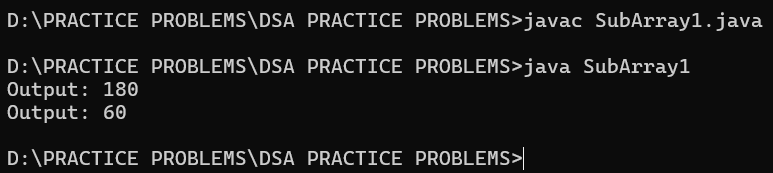 D:\PRACTICE PROBLEMS\DSA PRACTICE PROBLEMS>javac SubArray1.java
D:\PRACTICE PROBLEMS\DSA PRACTICE PROBLEMS>java SubArray1
Output: 180
Output: 60
D:\PRACTICE PROBLEMS\DSA PRACTICE PROBLEMS>